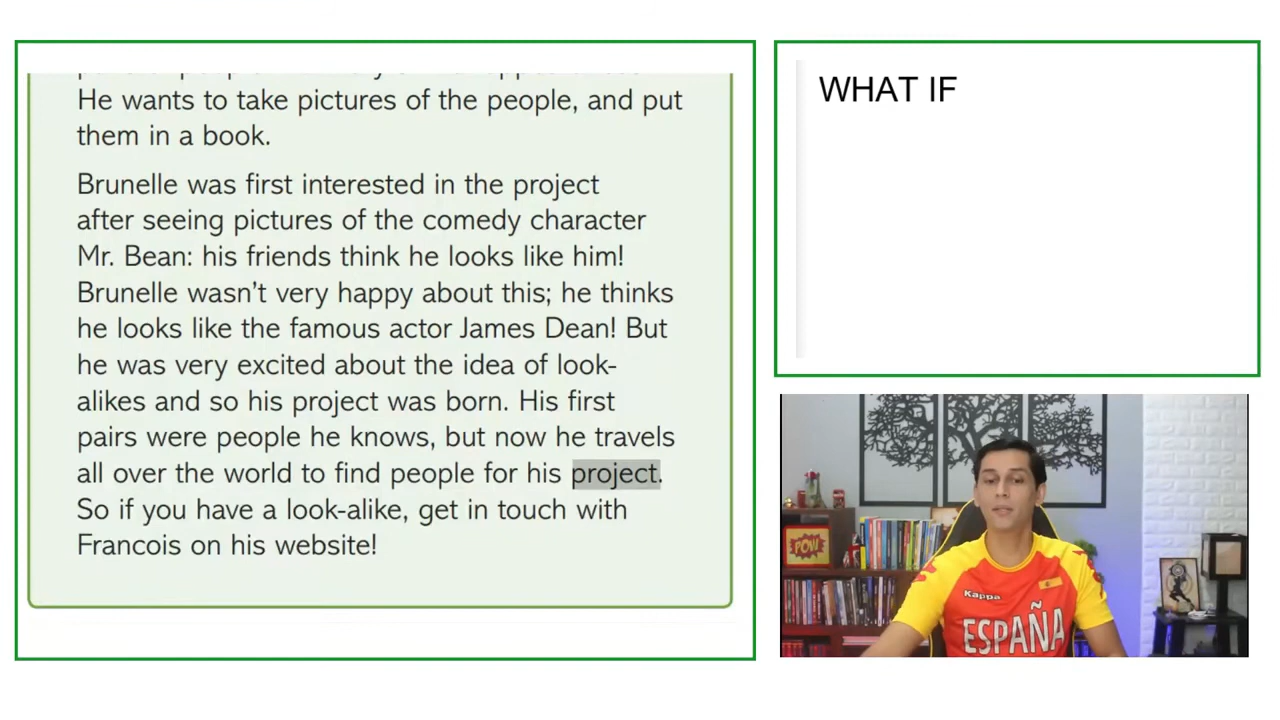 He wants to take pictures of the people, and put
them in a book.
Brunelle was first interested in the project
after seeing pictures of the comedy character
Mr. Bean: his friends think he looks like him!
Brunelle wasn't very happy about this; he thinks
he looks like the famous actor James Dean! But
he was very excited about the idea of look-
alikes and so his project was born. His first
pairs were people he knows, but now he travels
all over the world to find people for his project.
So if you have a look-alike, get in touch with
Francois on his website!
WHAT IF
POW!
Kappa
ESPAÑA